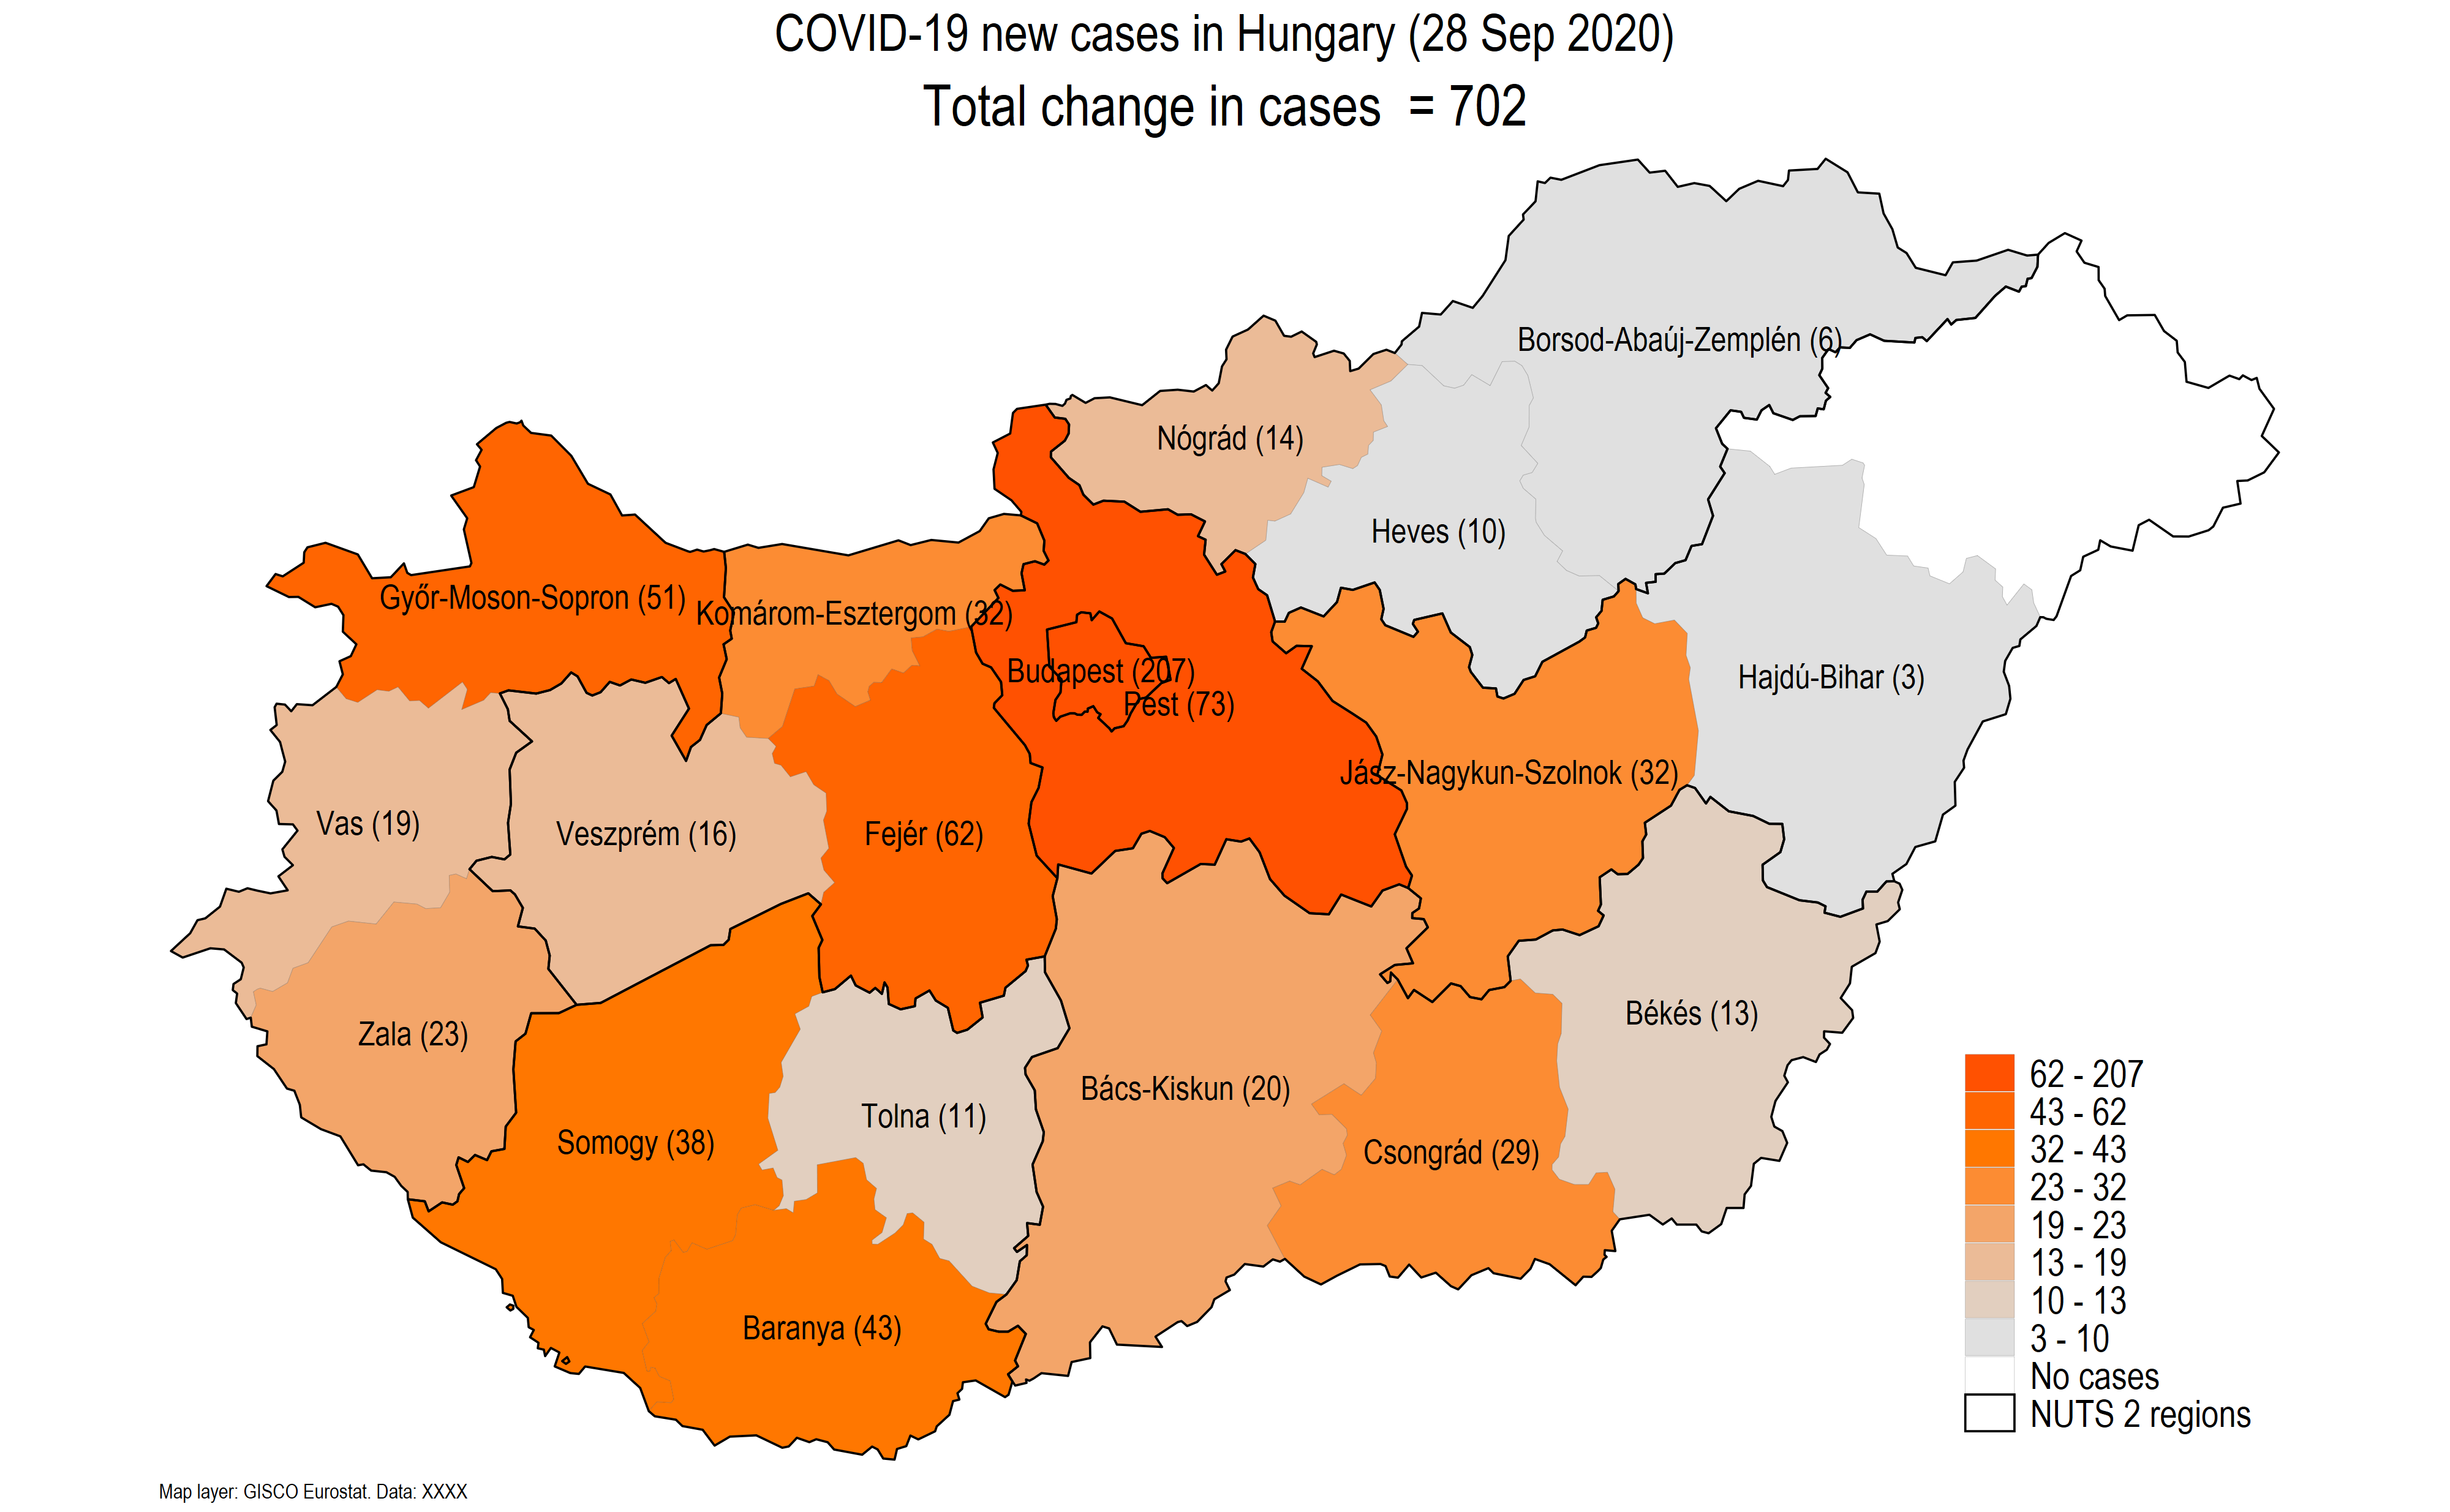 COVID-19 new cases in Hungary (28 Sep 2020)
Total change in cases = 702
Borsod-Abaúj-Zemplén (6)
Nógrád (14)
Heves (10)
Győr-Moson-Sopron (51)
Komárom-Esztergom (32)
Budapest (207)
Pest (73)
Hajdú-Bihar (3)
Jász-Nagykun-Szolnok (32)
Vas (19)
Veszprém (16)
Fejér (62)
Békés (13)
Zala (23)
Bács-Kiskun (20)
Tolna (11)
Somogy (38)
Csongrád (29)
Baranya (43)
62 - 207
43 - 62
32 - 43
23 - 32
19 - 23
13 - 19
10 - 13
3 - 10
No cases
NUTS 2 regions
Map layer: GISCO Eurostat. Data: XXXX